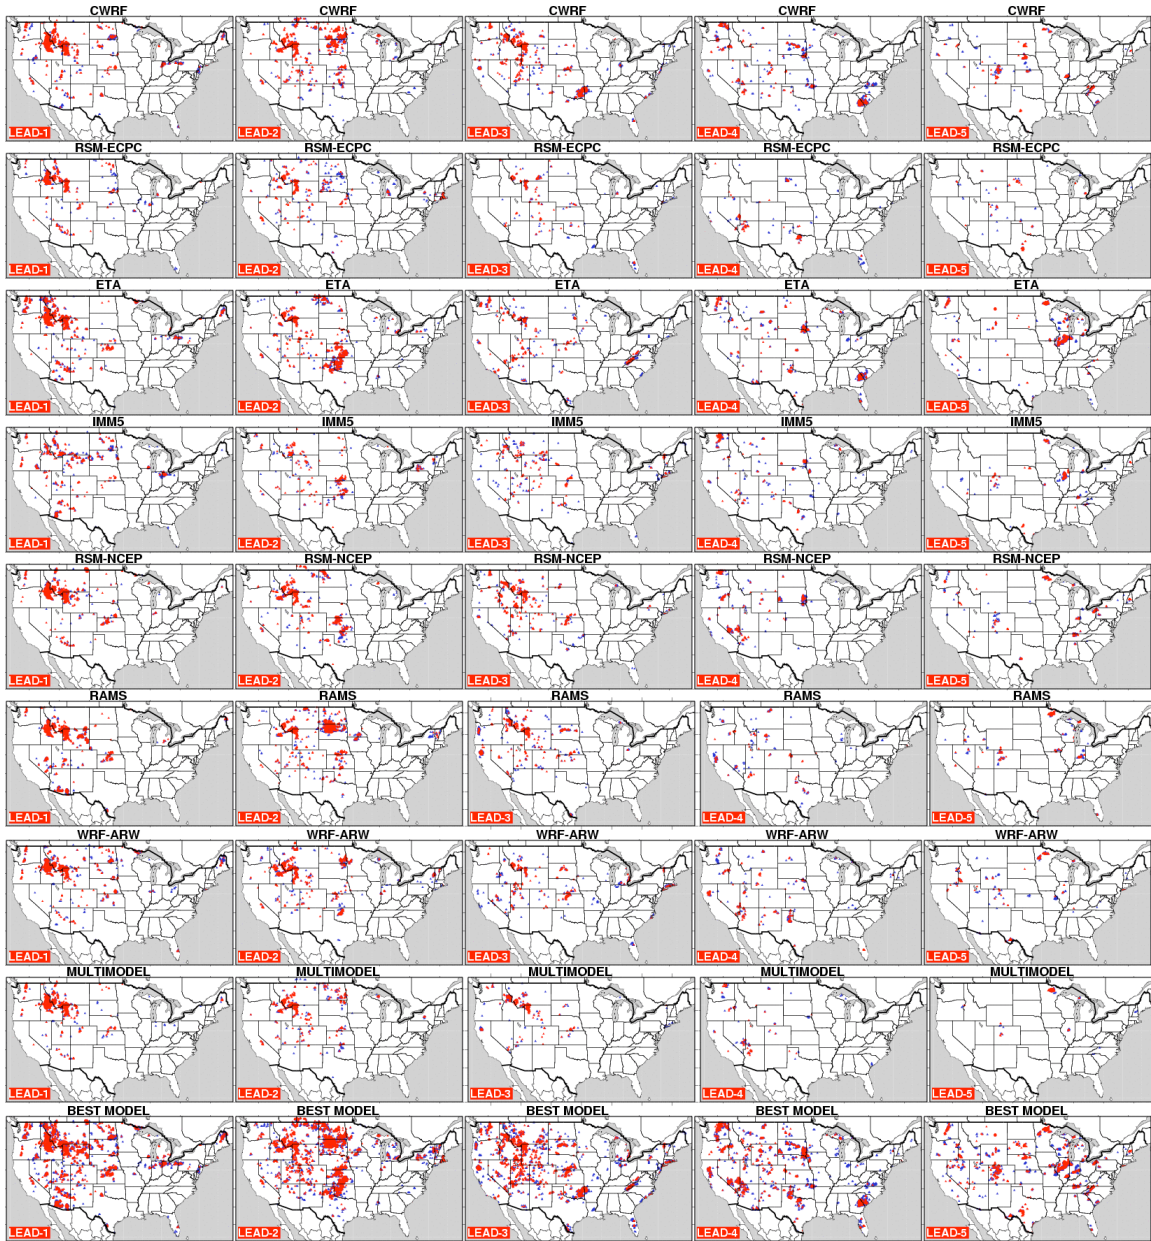 CWRF CWRF CWRF CWRF CWRF
LEAD-1 LEAD-2 LEAD-3 LEAD-4 LEAD-5
RSM-ECPC RSM-ECPC RSM-ECPC RSM-ECPC RSM-ECPC
LEAD-1 LEAD-2 LEAD-3 LEAD-4 LEAD-5
ETA ETA ETA ETA ETA
LEAD-1 LEAD-2 LEAD-3 LEAD-4 LEAD-5
IMM5 IMM5 IMM5 IMM5 IMM5
LEAD-1 LEAD-2 LEAD-3 LEAD-4 LEAD-5
RSM-NCEP RSM-NCEP RSM-NCEP RSM-NCEP RSM-NCEP
LEAD-1 LEAD-2 LEAD-3 LEAD-4 LEAD-5
RAMS RAMS RAMS RAMS RAMS
LEAD-1 LEAD-2 LEAD-3 LEAD-4 LEAD-5
WRF-ARW WRF-ARW WRF-ARW WRF-ARW WRF-ARW
LEAD-1 LEAD-2 LEAD-3 LEAD-4 LEAD-5
MULTIMODEL MULTIMODEL MULTIMODEL MULTIMODEL MULTIMODEL
LEAD-1 LEAD-2 LEAD-3 LEAD-4 LEAD-5
BEST MODEL BEST MODEL BEST MODEL BEST MODEL BEST MODEL
LEAD-1 LEAD-2 LEAD-3 LEAD-4 LEAD-5